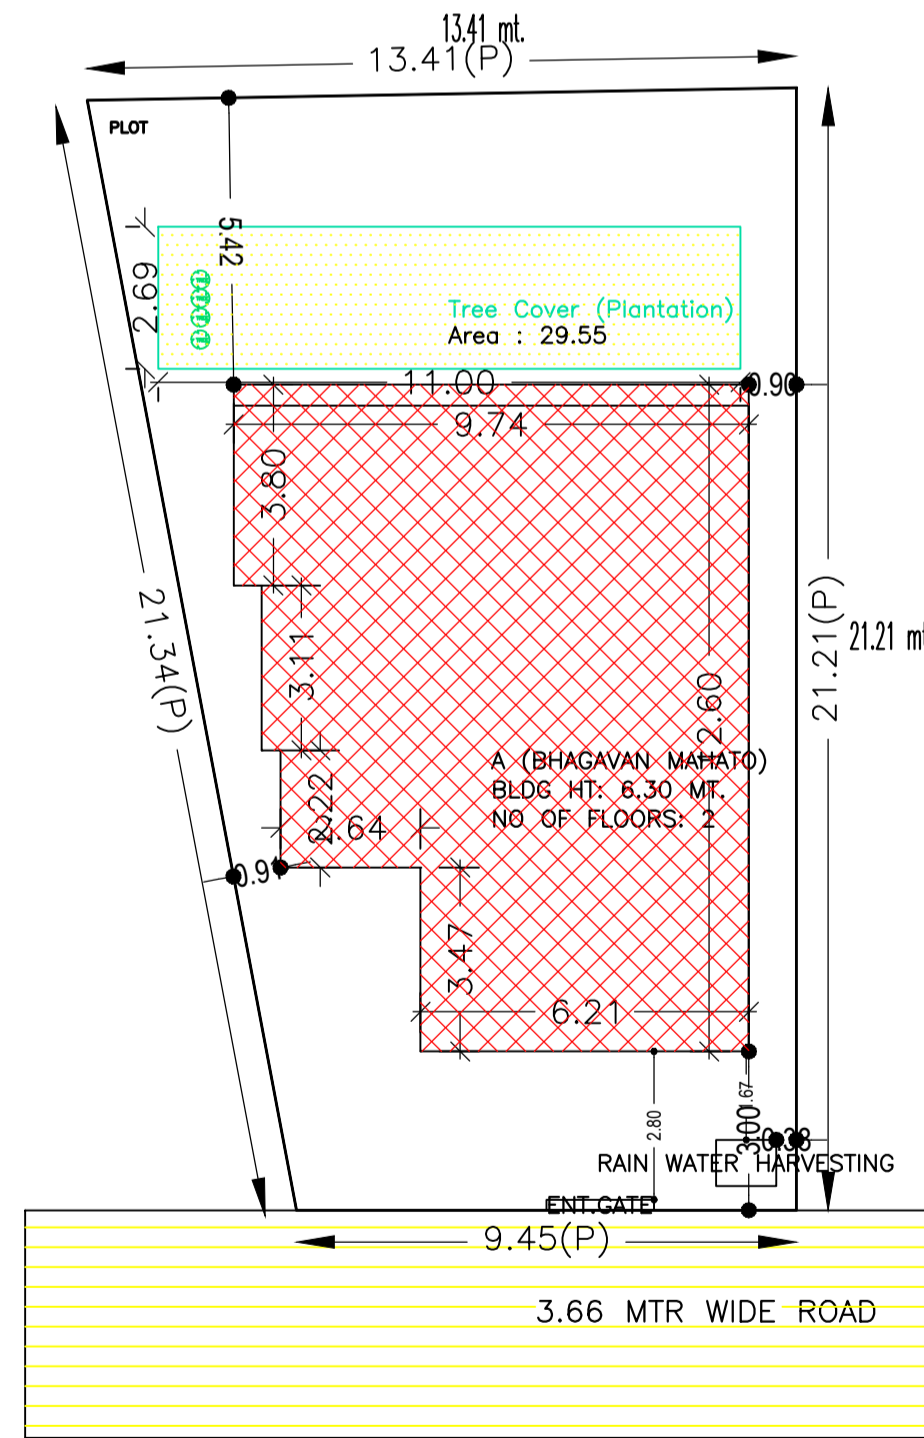 13.41 mt.
13.41(P)
PLOT
5.42
2.69
Tree Cover (Plantation)
Area : 29.55
11.00
0.90
9.74
3.80
21.34(P)
3.11
21.21(P)
21.21 mt
2.60
A (BHAGAVAN MAHATO)
BLDG HT: 6.30 MT.
NO OF FLOORS: 2
2.22
2.64
0.91
3.47
6.21
2.80
1.67
3.00
0.38
RAIN WATER HARVESTING
ENT.GATE
9.45(P)
3.66 MTR WIDE ROAD